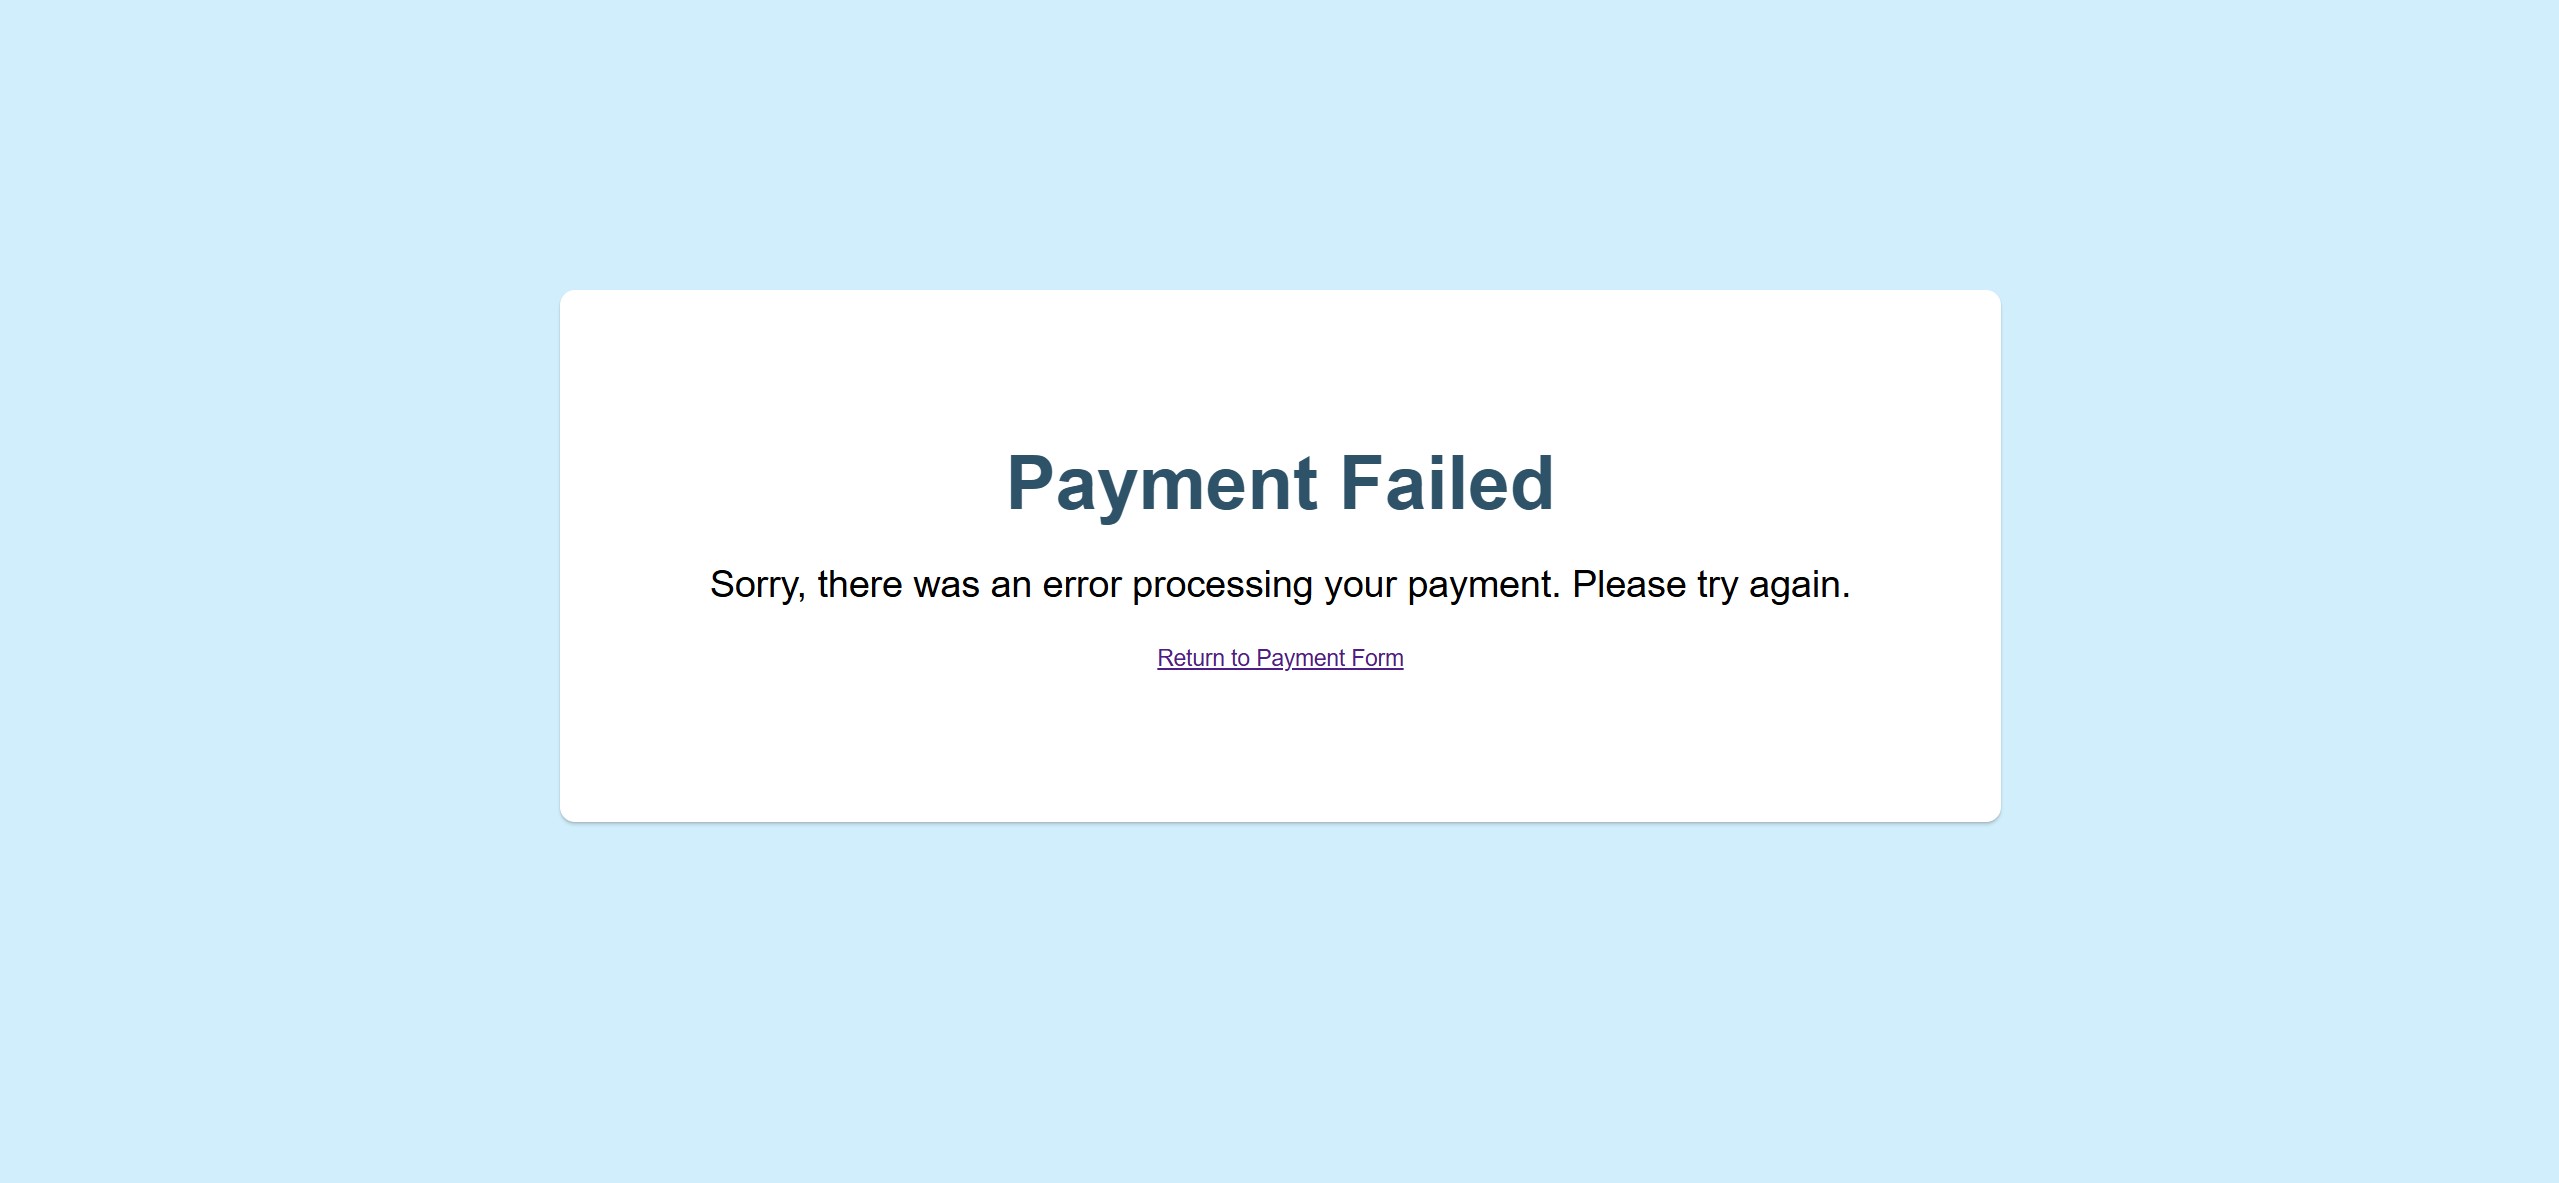 Payment Failed
Sorry, there was an error processing your payment. Please try again.
Return to Payment Form